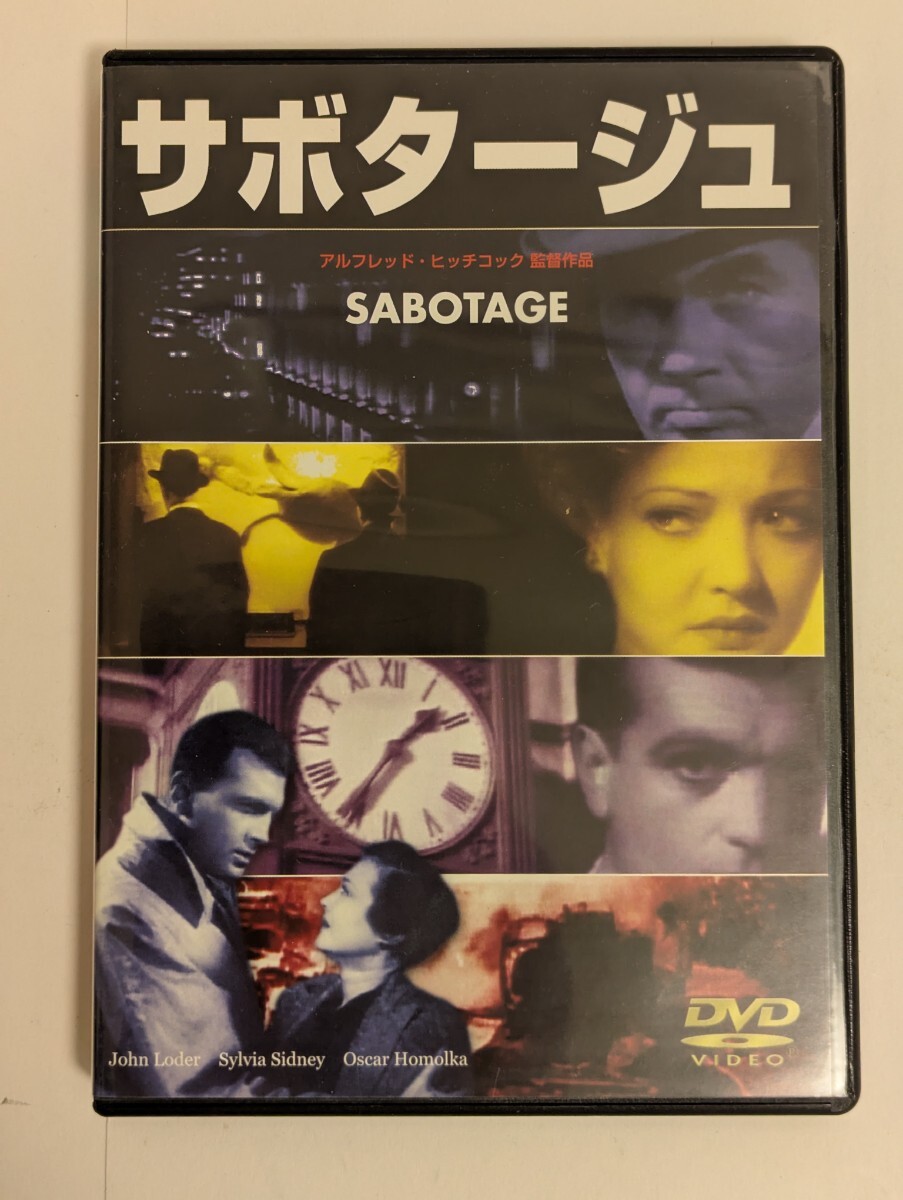 サボタージュ
アルフレッド・ヒッチコック 監督作品
SABOTAGE
XII
John Loder Sylvia Sidney Oscar Homolka
DVD
VIDEO